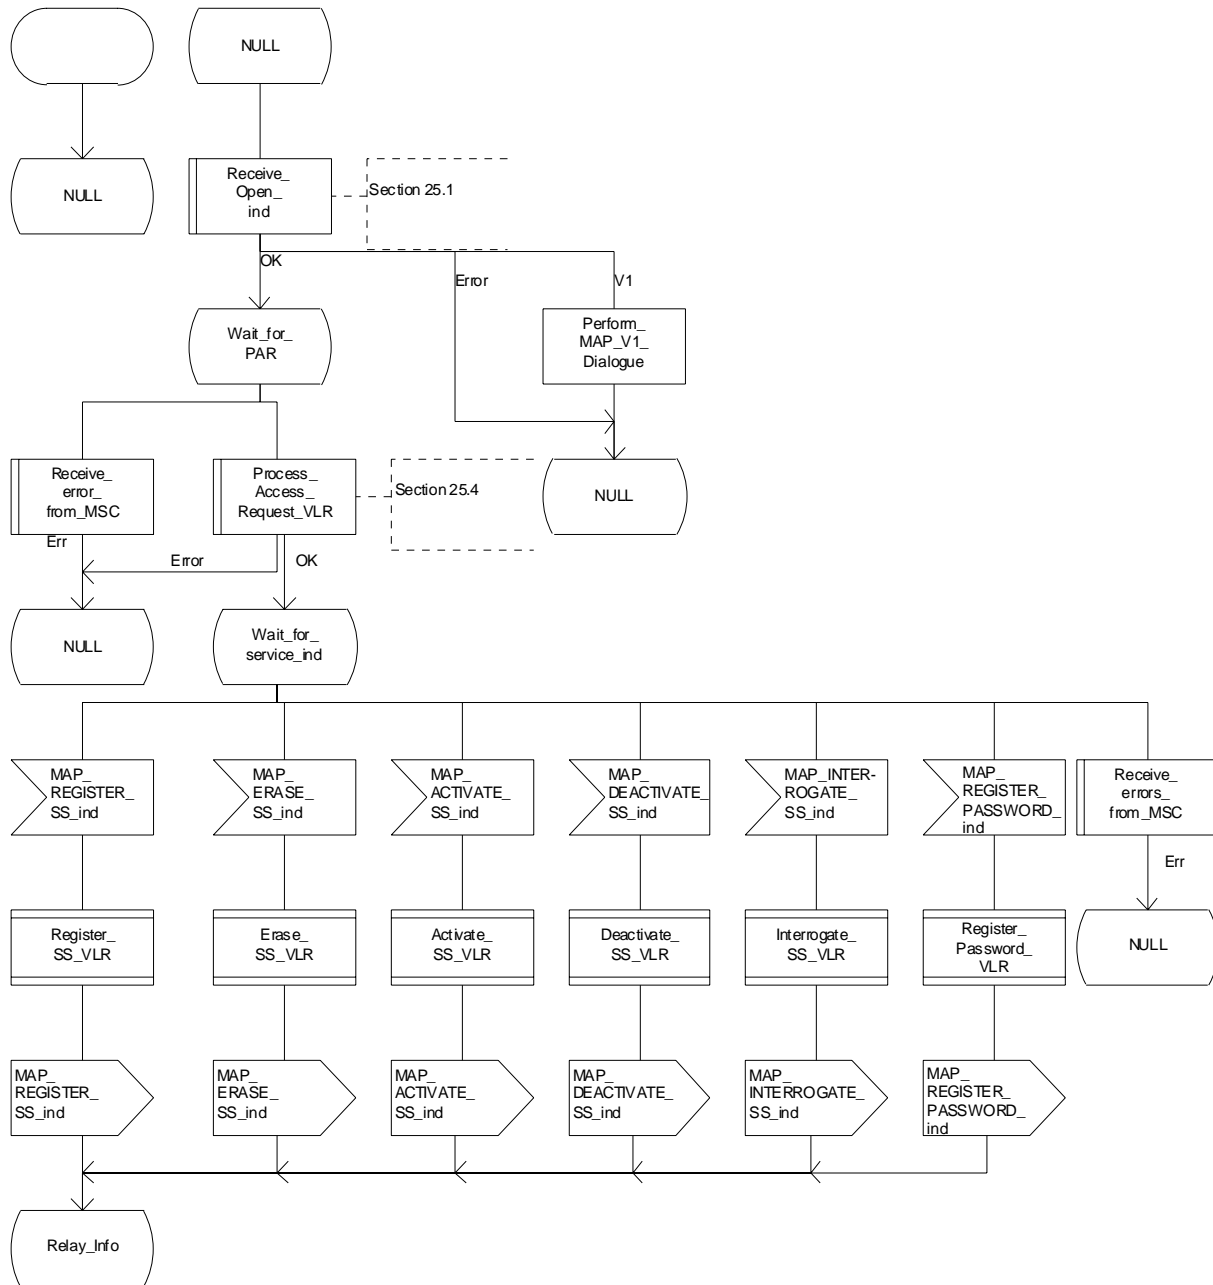 NULL
NULL
Receive_
Open_
ind
Section 25.1
OK
Error
V1
Wait_for_
PAR
Perform_
MAP_V1_
Dialogue
Receive_
error_
from_MSC
Process_
Access_
Request_VLR
Section 25.4
NULL
Err
Error
OK
NULL
Wait_for_
service_ind
MAP_
REGISTER_
SS_ind
MAP_
ERASE_
SS_ind
MAP_
ACTIVATE_
SS_ind
MAP_
DEACTIVATE_
SS_ind
MAP_INTER-
ROGATE_
SS_ind
MAP_
REGISTER_
PASSWORD_
ind
Receive_
errors_
from_MSC
Err
Register_
SS_VLR
Erase_
SS_VLR
Activate_
SS_VLR
Deactivate_
SS_VLR
Interrogate_
SS_VLR
Register_
Password_
VLR
NULL
MAP_
REGISTER_
SS_ind
MAP_
ERASE_
SS_ind
MAP_
ACTIVATE_
SS_ind
MAP_
DEACTIVATE_
SS_ind
MAP_
INTERROGATE_
SS_ind
MAP_
REGISTER_
PASSWORD_
ind
Relay_Info